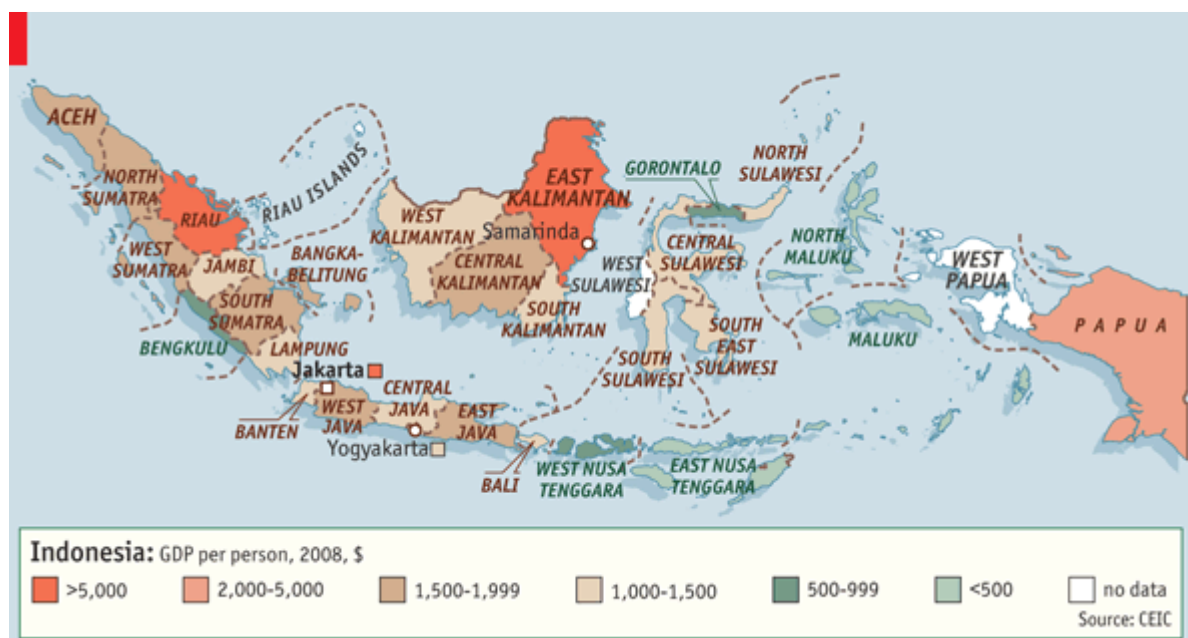 ACEH
NORTH
SUMATRA
RIAU
RIAU ISLANDS
WEST
SUMATRA
JAMBI
BANGKA-
BELITUNG
SOUTH
SUMATRA
BENGKULU
LAMPUNG
Jakarta
BANTEN
WEST
JAVA
CENTRAL
JAVA
EAST
JAVA
Yogyakarta
BALI
WEST
KALIMANTAN
CENTRAL
KALIMANTAN
EAST
KALIMANTAN
Samarinda
SOUTH
KALIMANTAN
GORONTALO
NORTH
SULAWESI
CENTRAL
SULAWESI
WEST
SULAWESI
SOUTH
SULAWESI
SOUTH
EAST
SULAWESI
NORTH
MALUKU
MALUKU
WEST
PAPUA
PAPUA
WEST NUSA
TENGGARA
EAST NUSA-
TENGGARA
Indonesia: GDP per person, 2008, $
>5,000 2,000-5,000 1,500-1,999 1,000-1,500 500-999 <500 no data
Source: CEIC